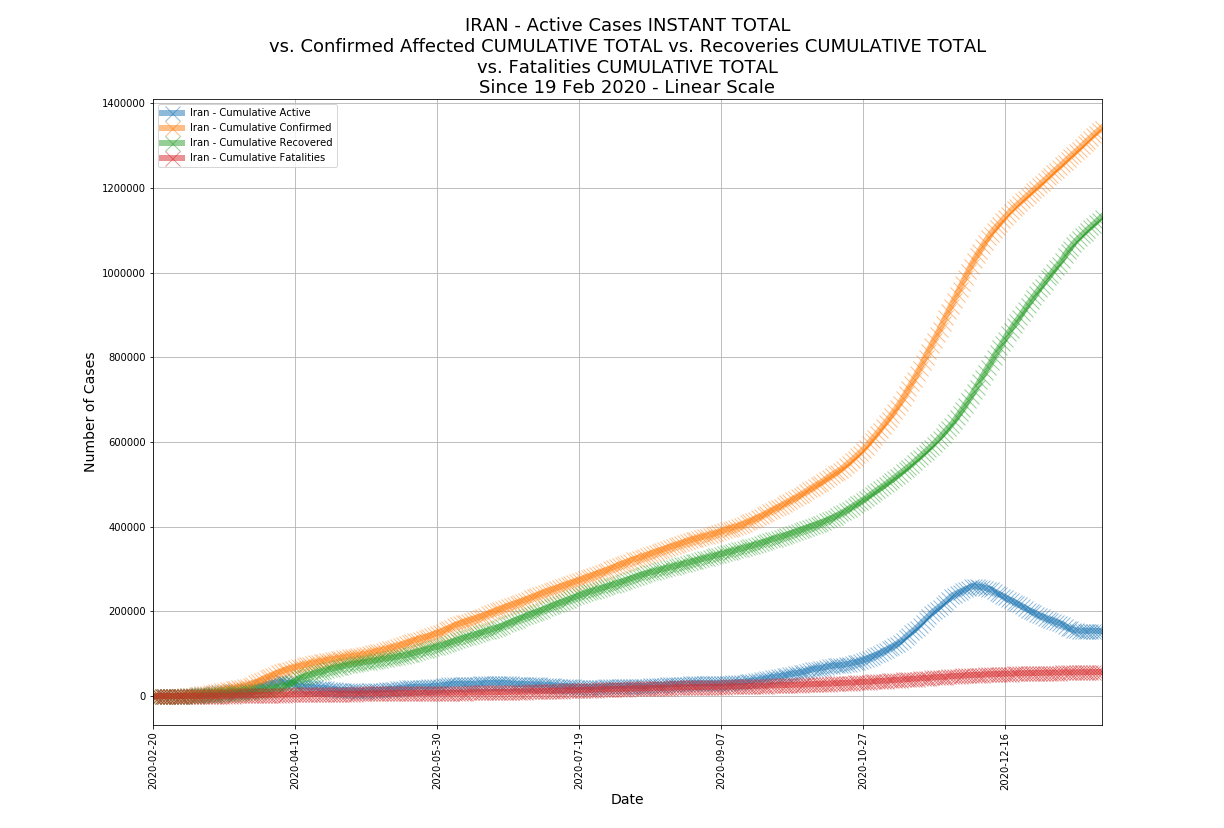 IRAN - Active Cases INSTANT TOTAL
vs. Confirmed Affected CUMULATIVE TOTAL vs. Recoveries CUMULATIVE TOTAL
vs. Fatalities CUMULATIVE TOTAL
Since 19 Feb 2020 - Linear Scale
Iran - Cumulative Active
Iran - Cumulative Confirmed
Iran - Cumulative Recovered
Iran - Cumulative Fatalities
Number of Cases
1400000
1200000
1000000
800000
600000
400000
200000
0
2020-02-20
2020-04-10
2020-05-30
2020-07-19
2020-09-07
2020-10-27
2020-12-16
Date